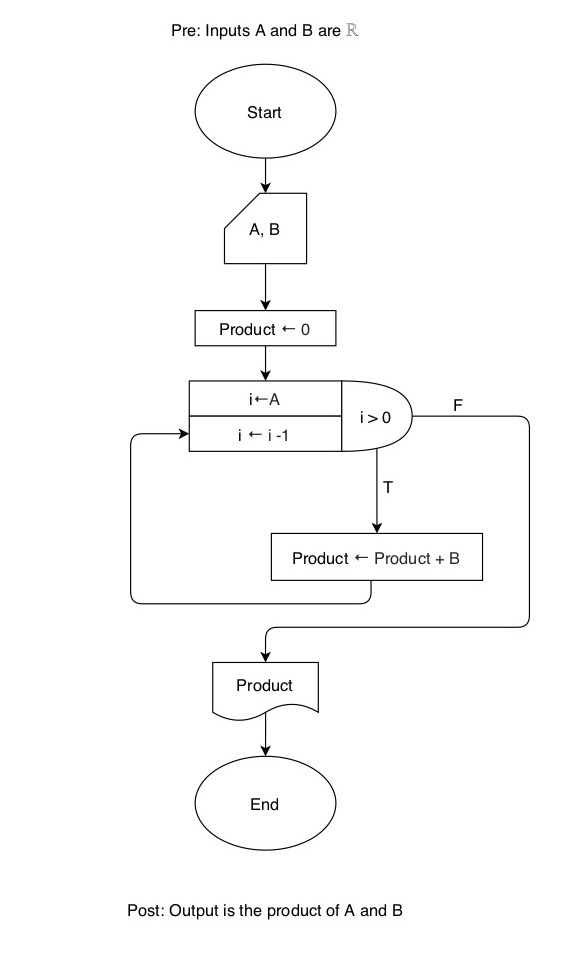 Pre: Inputs A and B are ℝ
Start
A, B
Product ← 0
i←A
i ← i -1
i > 0
F
T
Product ← Product + B
Product
End
Post: Output is the product of A and B